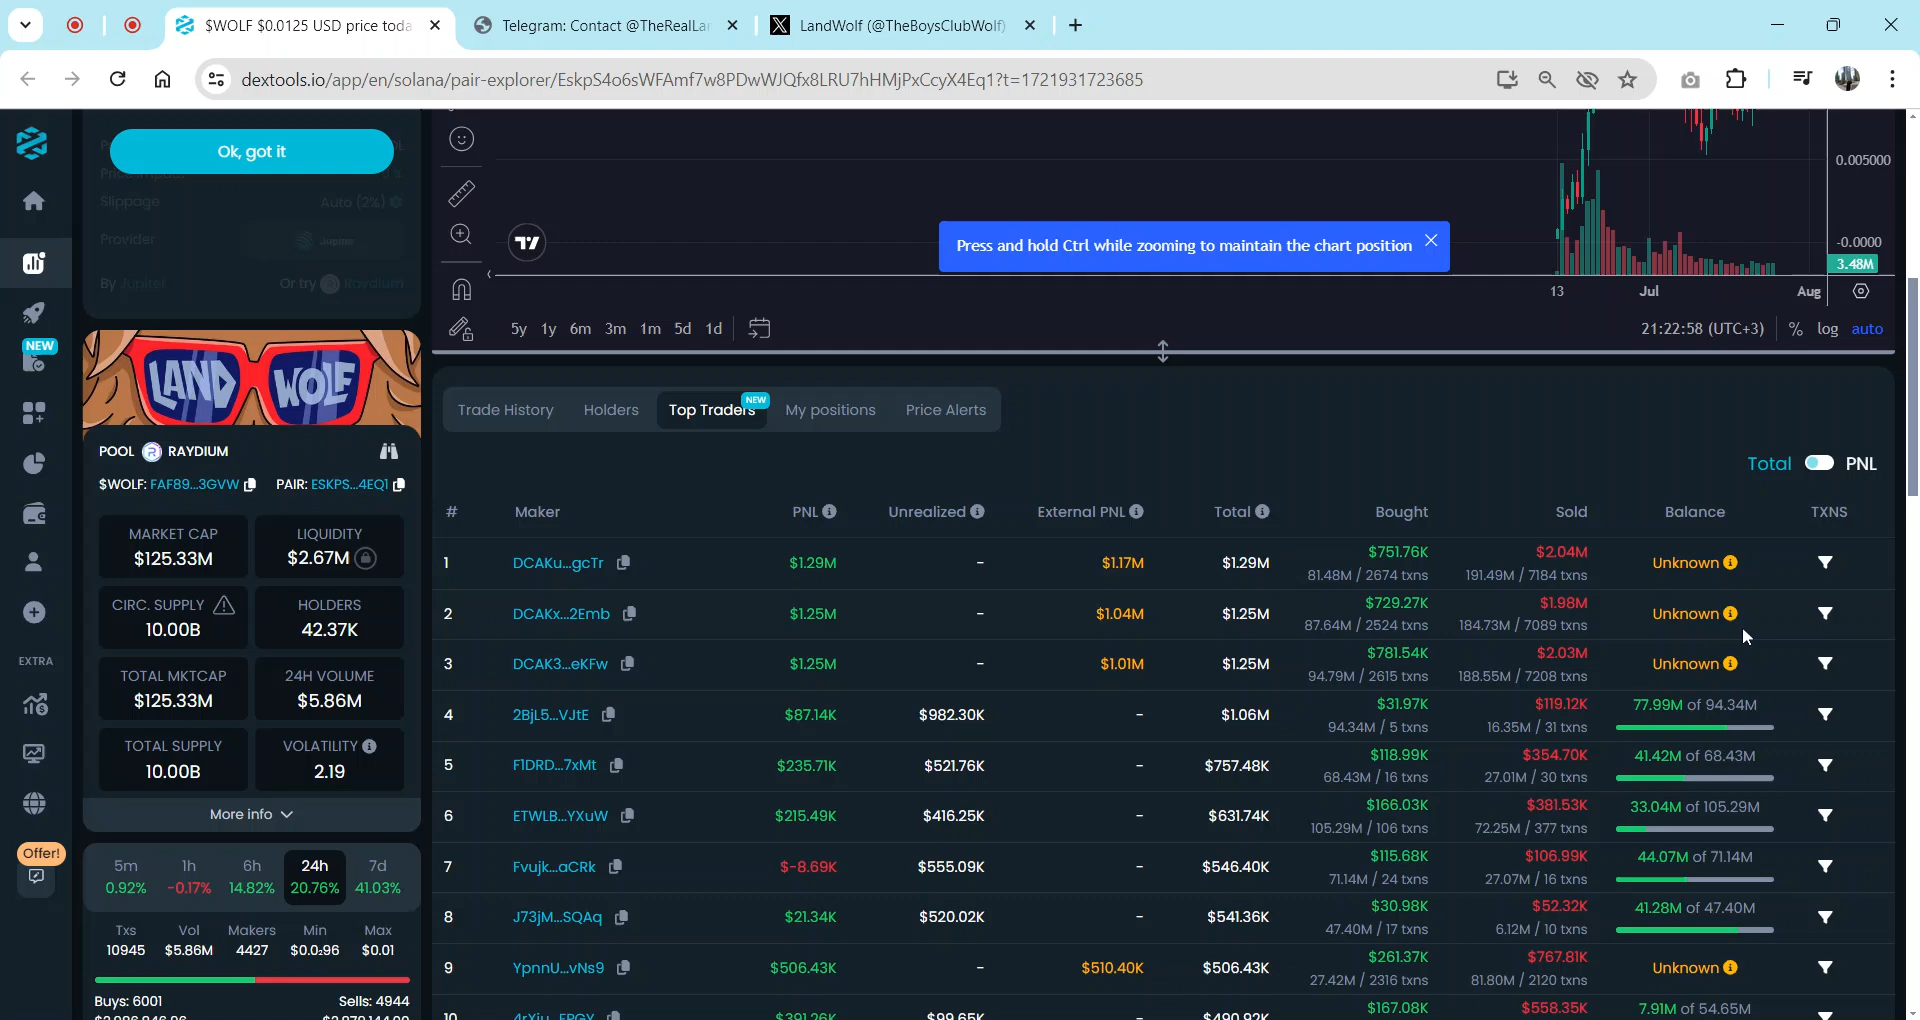 $WOLF $0.0125 USD price toda
Telegram: Contact @TheRealLa
LandWolf (@TheBoysClubWolf)
dextools.io/app/en/solana/pair-explorer/EskpS4o6sWFAmf7w8PDwWJQfx8LRU7hHMjPxCcyX4Eq1?t=1721931723685
Ok, got it
Slippage
Auto (2%)
Provider
Jupiter
By Jupiter
Or try Raydium
NEW
LAND WOLF
POOL RAYDIUM
$WOLF: FAF89...3GVW PAIR: ESKPS...4EQ1
MARKET CAP
$125.33M
LIQUIDITY
$2.67M
CIRC. SUPPLY
10.00B
HOLDERS
42.37K
EXTRA
TOTAL MKTCAP
$125.33M
24H VOLUME
$5.86M
TOTAL SUPPLY
10.00B
VOLATILITY
2.19
More info
Offer!
5m 1h 6h 24h 7d
0.92% -0.17% 14.82% 20.76% 41.03%
Txs Vol Makers Min Max
10945 $5.86M 4427 $0.0₂96 $0.01
Buys: 6001 Sells: 4944
0.005000
-0.0000
3.48M
Press and hold Ctrl while zooming to maintain the chart position
13 Jul Aug
5y 1y 6m 3m 1m 5d 1d
21:22:58 (UTC+3) % log auto
Trade History Holders Top Traders NEW My positions Price Alerts
Total PNL
# Maker PNL Unrealized External PNL Total Bought Sold Balance TXNS
1 DCAKu...gcTr $1.29M - $1.17M $1.29M $751.76K $2.04M Unknown
81.48M / 2674 txns 191.49M / 7184 txns
2 DCAKx...2Emb $1.25M - $1.04M $1.25M $729.27K $1.98M Unknown
87.64M / 2524 txns 184.73M / 7089 txns
3 DCAK3...eKFw $1.25M - $1.01M $1.25M $781.54K $2.03M Unknown
94.79M / 2615 txns 188.55M / 7208 txns
4 2BjL5...VJtE $87.14K $982.30K - $1.06M $31.97K $119.12K 77.99M of 94.34M
94.34M / 5 txns 16.35M / 31 txns
5 F1DRD...7xMt $235.71K $521.76K - $757.48K $118.99K $354.70K 41.42M of 68.43M
68.43M / 16 txns 27.01M / 30 txns
6 ETWLB...YXuW $215.49K $416.25K - $631.74K $166.03K $381.53K 33.04M of 105.29M
105.29M / 106 txns 72.25M / 377 txns
7 Fvujk...aCRk $-8.69K $555.09K - $546.40K $115.68K $106.99K 44.07M of 71.14M
71.14M / 24 txns 27.07M / 16 txns
8 J73jM...SQAq $21.34K $520.02K - $541.36K $30.98K $52.32K 41.28M of 47.40M
47.40M / 17 txns 6.12M / 10 txns
9 YpnnU...vNs9 $506.43K - $510.40K $506.43K $261.37K $767.81K Unknown
27.42M / 2316 txns 81.80M / 2120 txns
10 $391.26K $99.65K - $490.92K $167.08K $558.35K 7.91M of 54.65M